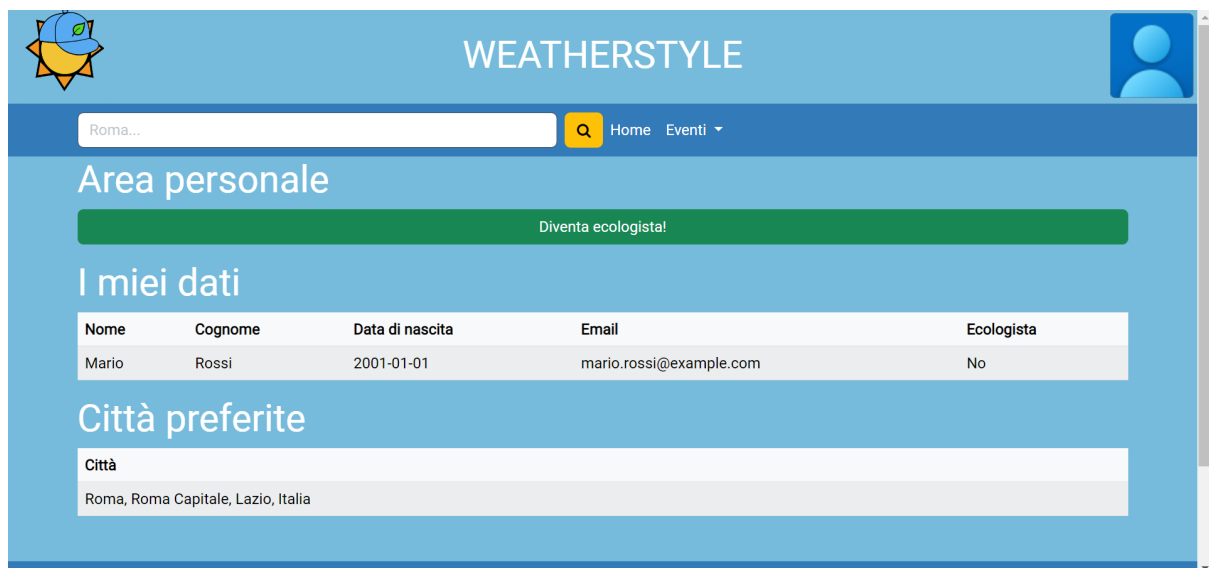 WEATHERSTYLE
Roma...
Home Eventi
Area personale
Diventa ecologista!
I miei dati
Nome Cognome Data di nascita Email Ecologista
Mario Rossi 2001-01-01 mario.rossi@example.com No
Città preferite
Città
Roma, Roma Capitale, Lazio, Italia